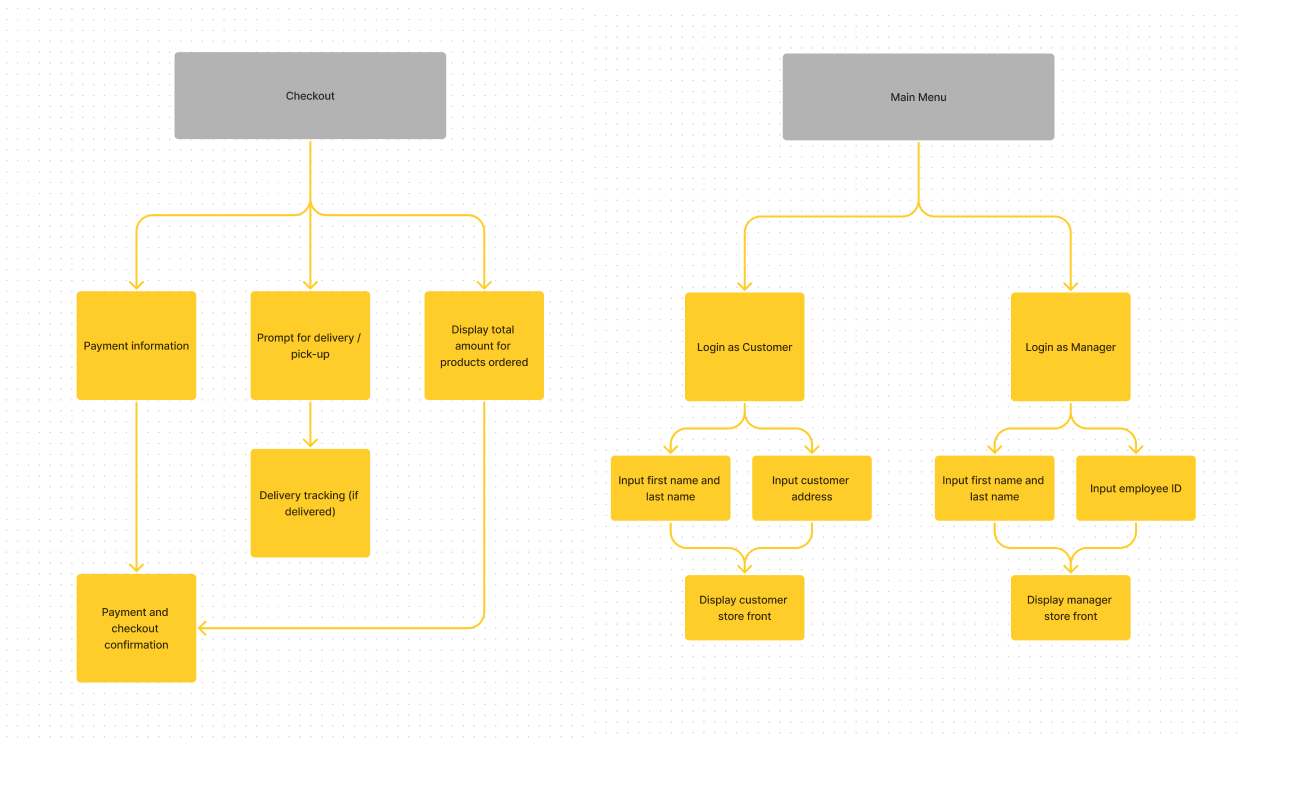 Checkout
Payment information
Prompt for delivery /
pick-up
Display total
amount for
products ordered
Delivery tracking (if
delivered)
Payment and
checkout
confirmation
Main Menu
Login as Customer
Login as Manager
Input first name and
last name
Input customer
address
Input first name and
last name
Input employee ID
Display customer
store front
Display manager
store front